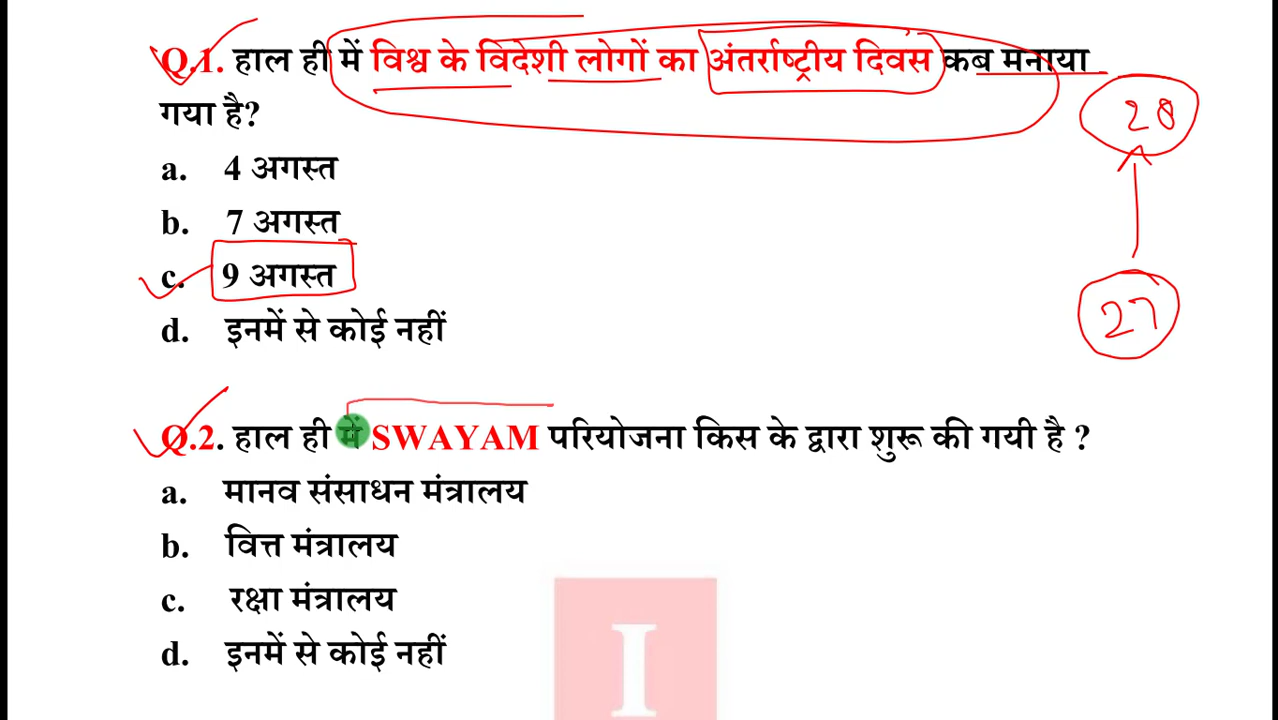 Q.1. हाल ही में विश्व के विदेशी लोगों का अंतर्राष्ट्रीय दिवस कब मनाया
गया है?
28
a. 4 अगस्त
b. 7 अगस्त
c. 9 अगस्त
27
d. इनमें से कोई नहीं
Q.2. हाल ही में SWAYAM परियोजना किस के द्वारा शुरू की गयी है ?
a. मानव संसाधन मंत्रालय
b. वित्त मंत्रालय
c. रक्षा मंत्रालय
d. इनमें से कोई नहीं
I